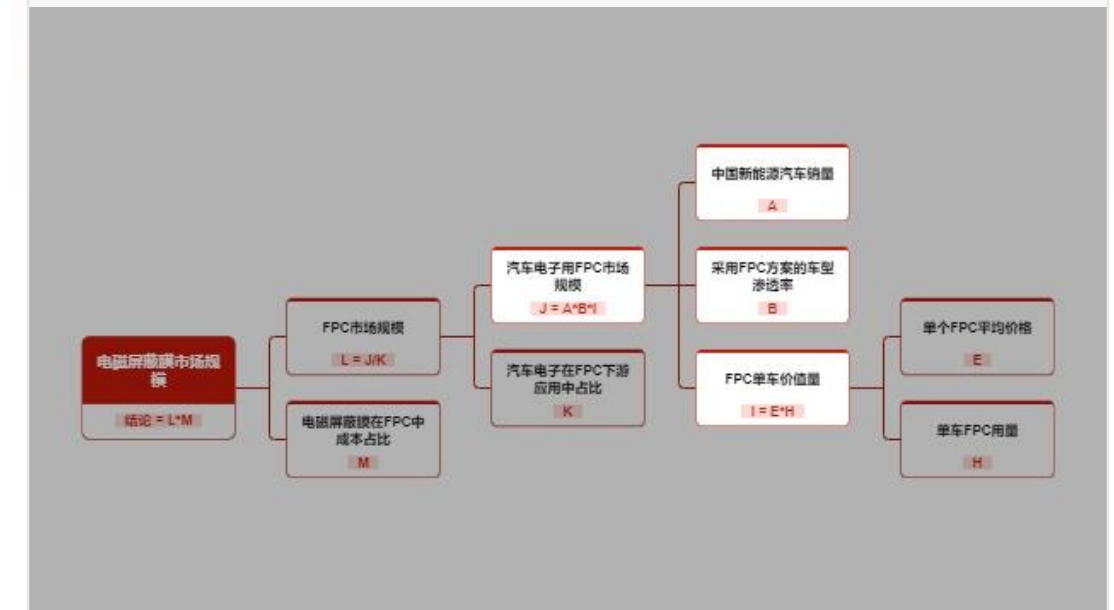 电磁屏蔽膜市场规
模
结论 = L*M
FPC市场规模
L = J/K
电磁屏蔽膜在FPC中
成本占比
M
汽车电子用FPC市场
规模
J = A*B*I
汽车电子在FPC下游
应用中占比
K
中国新能源汽车销量
A
采用FPC方案的车型
渗透率
B
FPC单车价值量
I = E*H
单个FPC平均价格
E
单车FPC用量
H